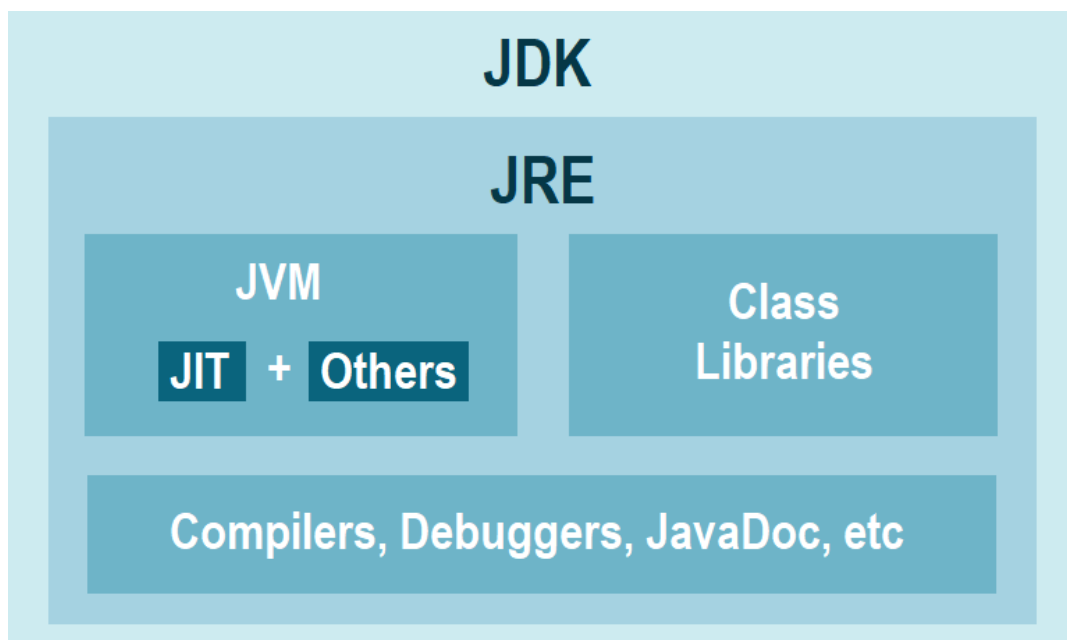 JDK
JRE
JVM
JIT + Others
Class
Libraries
Compilers, Debuggers, JavaDoc, etc